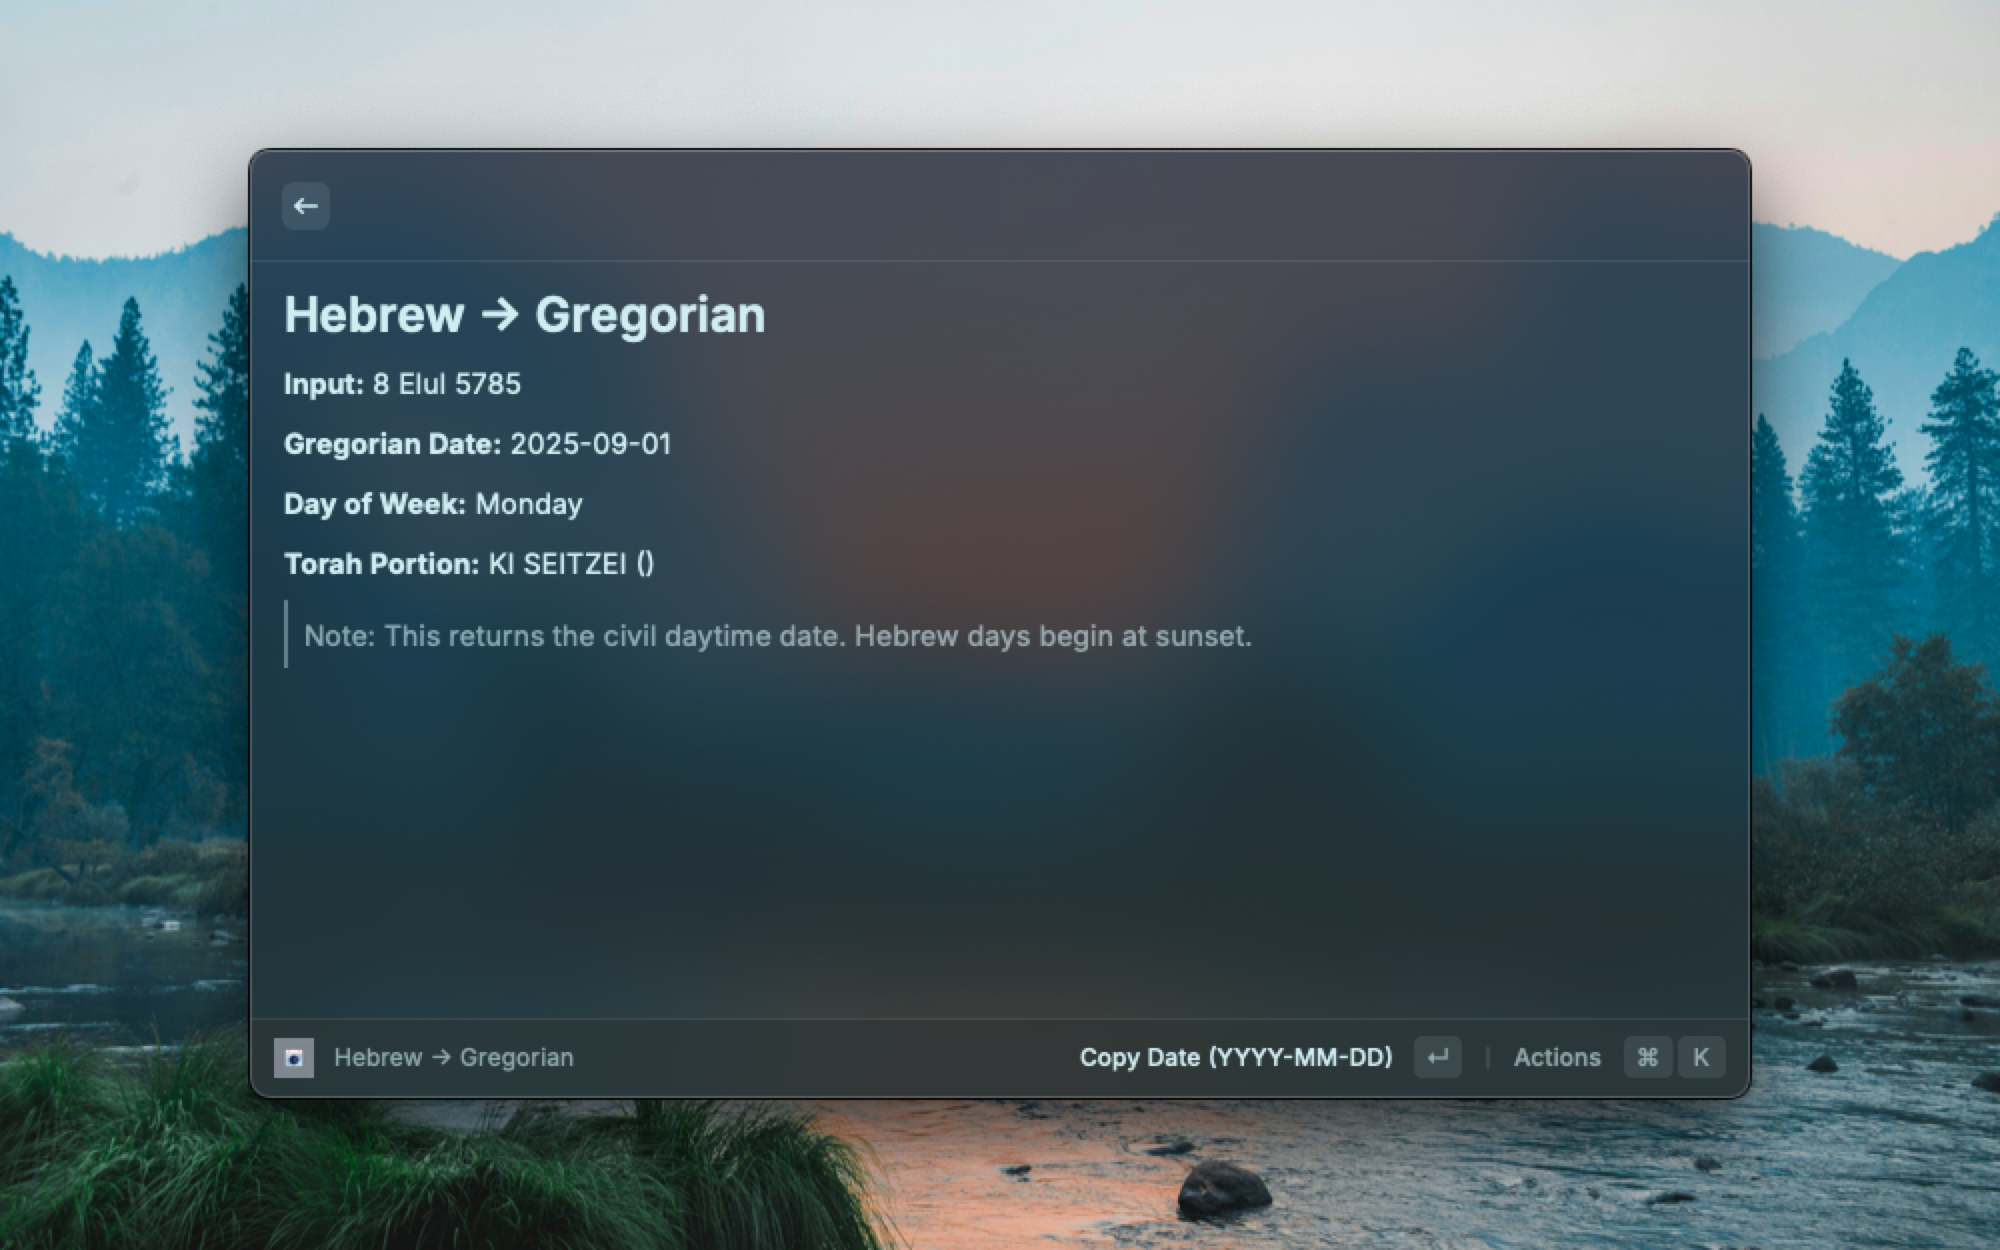 Hebrew → Gregorian
Input: 8 Elul 5785
Gregorian Date: 2025-09-01
Day of Week: Monday
Torah Portion: KI SEITZEI ()
Note: This returns the civil daytime date. Hebrew days begin at sunset.
Hebrew → Gregorian
Copy Date (YYYY-MM-DD) ↵ | Actions ⌘ K